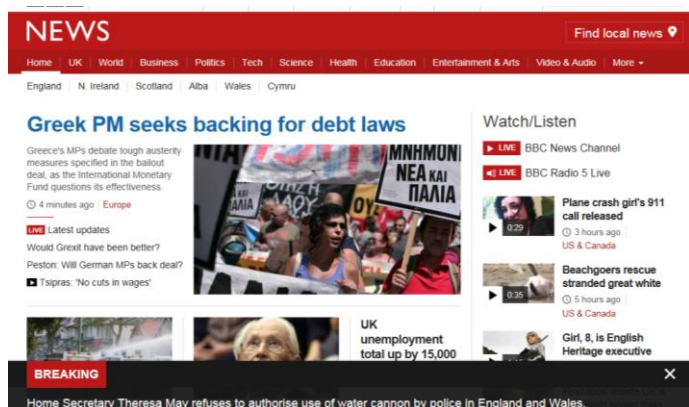 NEWS
Find local news
Home UK World Business Politics Tech Science Health Education Entertainment & Arts Video & Audio More
England N. Ireland Scotland Alba Wales Cymru
Greek PM seeks backing for debt laws
Greece's MPs debate tough austerity
measures specified in the bailout
deal, as the International Monetary
Fund questions its effectiveness.
4 minutes ago Europe
LIVE Latest updates
Would Grexit have been better?
Peston: Will German MPs back deal?
Tsipras: 'No cuts in wages'
ΜΝΗΜΟΝΙ
ΝΕΑ ΚΑΙ
ΠΑΛΙΑ
UK
unemployment
total up by 15,000
Watch/Listen
LIVE BBC News Channel
LIVE BBC Radio 5 Live
0:29
Plane crash girl's 911
call released
3 hours ago
US & Canada
0:35
Beachgoers rescue
stranded great white
5 hours ago
US & Canada
Girl, 8, is English
Heritage executive
BREAKING
Home Secretary Theresa May refuses to authorise use of water cannon by police in England and Wales.